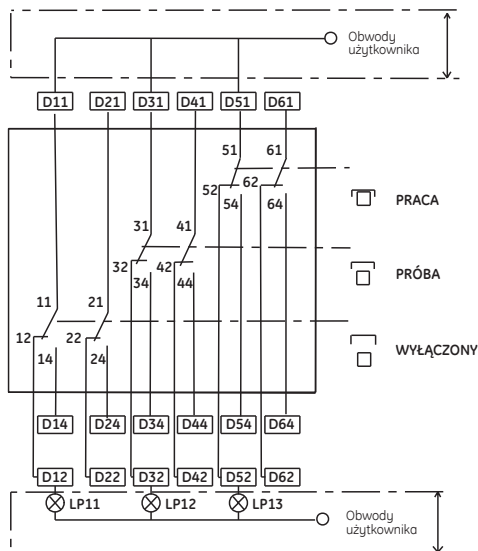 Obwody
użytkownika
D11 D21 D31 D41 D51 D61
51 61
52 62
54 64
PRACA
31 41
32 42
34 44
PRÓBA
11 21
12 22
14 24
WYŁĄCZONY
D14 D24 D34 D44 D54 D64
D12 D22 D32 D42 D52 D62
LP11 LP12 LP13
Obwody
użytkownika